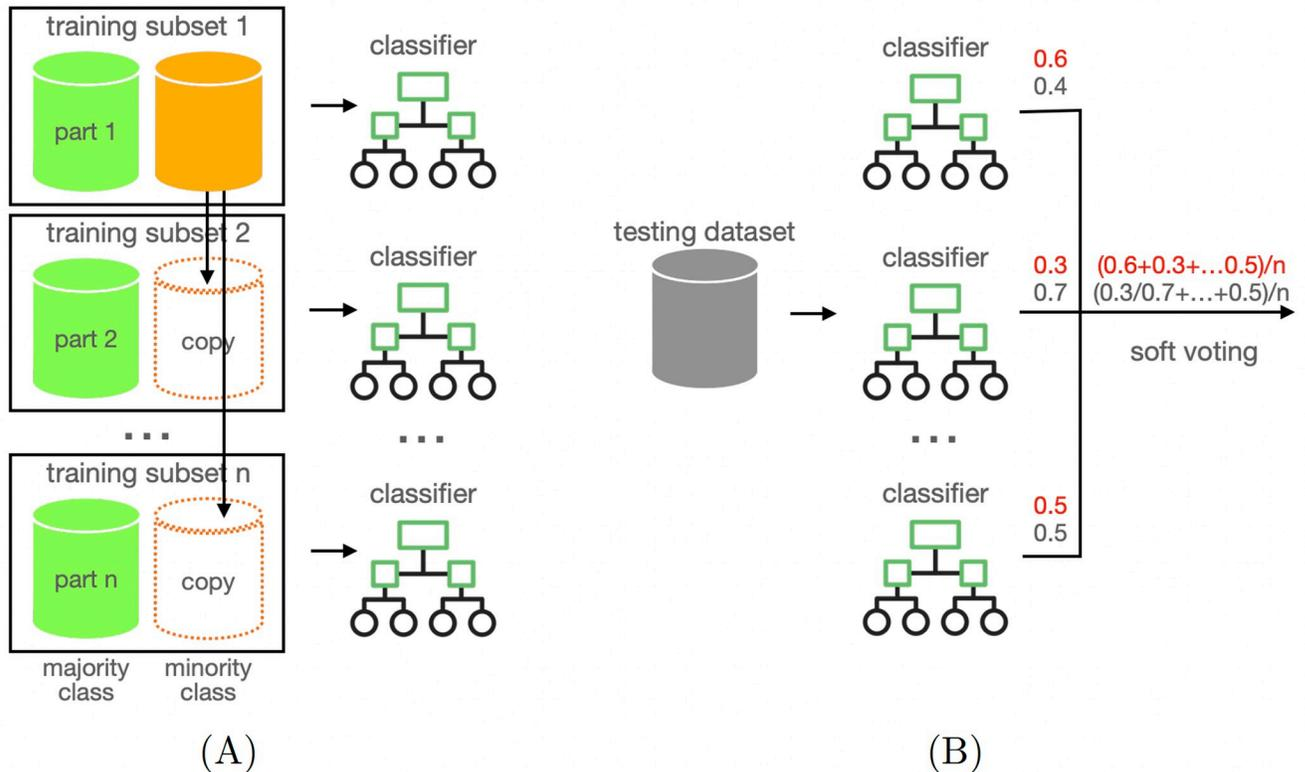 training subset 1
part 1
classifier
training subset 2
part 2
copy
classifier
...
...
training subset n
part n
copy
classifier
majority
class
minority
class
(A)
testing dataset
classifier
0.6
0.4
classifier
0.3
0.7
(0.6+0.3+...0.5)/n
(0.3/0.7+...+0.5)/n
soft voting
...
classifier
0.5
0.5
(B)